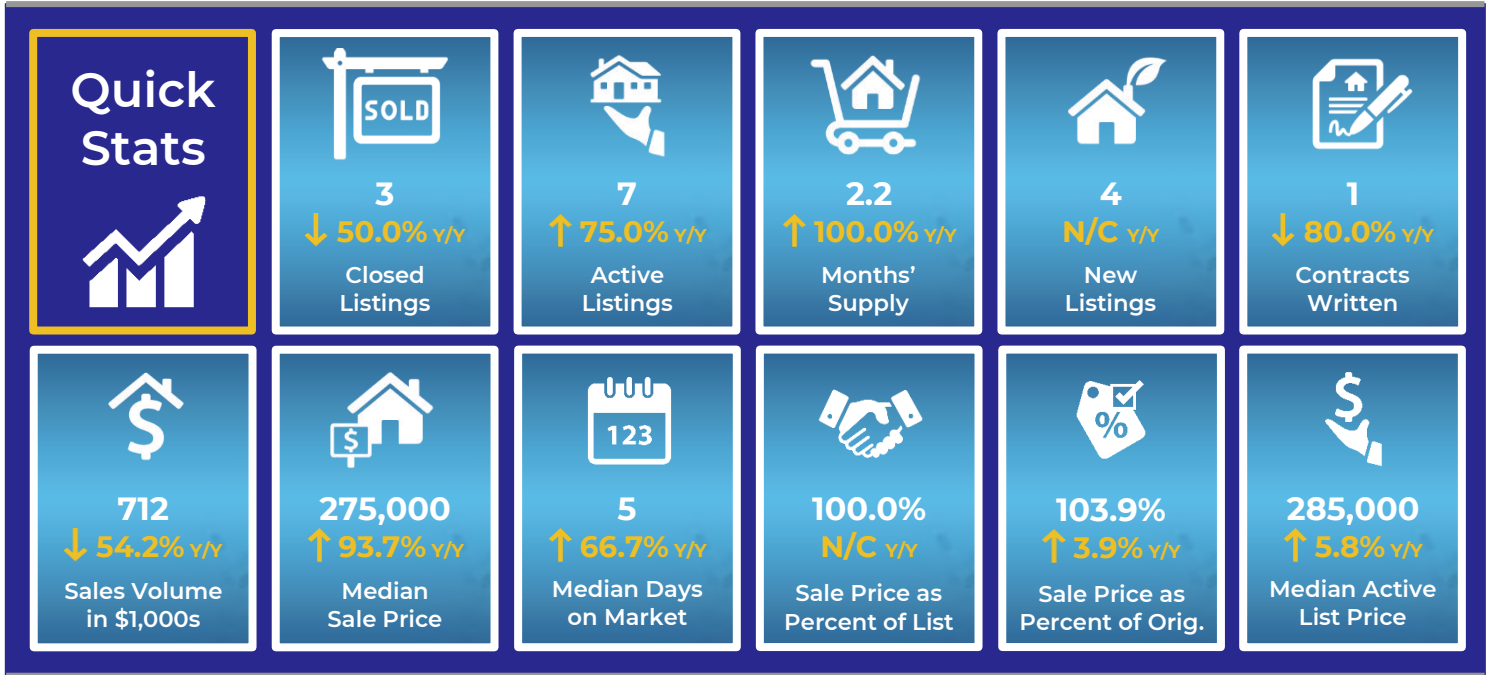 Quick
Stats
SOLD
3
↓ 50.0% Y/Y
Closed
Listings
7
↑ 75.0% Y/Y
Active
Listings
2.2
↑ 100.0% Y/Y
Months’
Supply
4
N/C Y/Y
New
Listings
1
↓ 80.0% Y/Y
Contracts
Written
$
712
↓ 54.2% Y/Y
Sales Volume
in $1,000s
$
275,000
↑ 93.7% Y/Y
Median
Sale Price
123
5
↑ 66.7% Y/Y
Median Days
on Market
100.0%
N/C Y/Y
Sale Price as
Percent of List
%
103.9%
↑ 3.9% Y/Y
Sale Price as
Percent of Orig.
$
285,000
↑ 5.8% Y/Y
Median Active
List Price